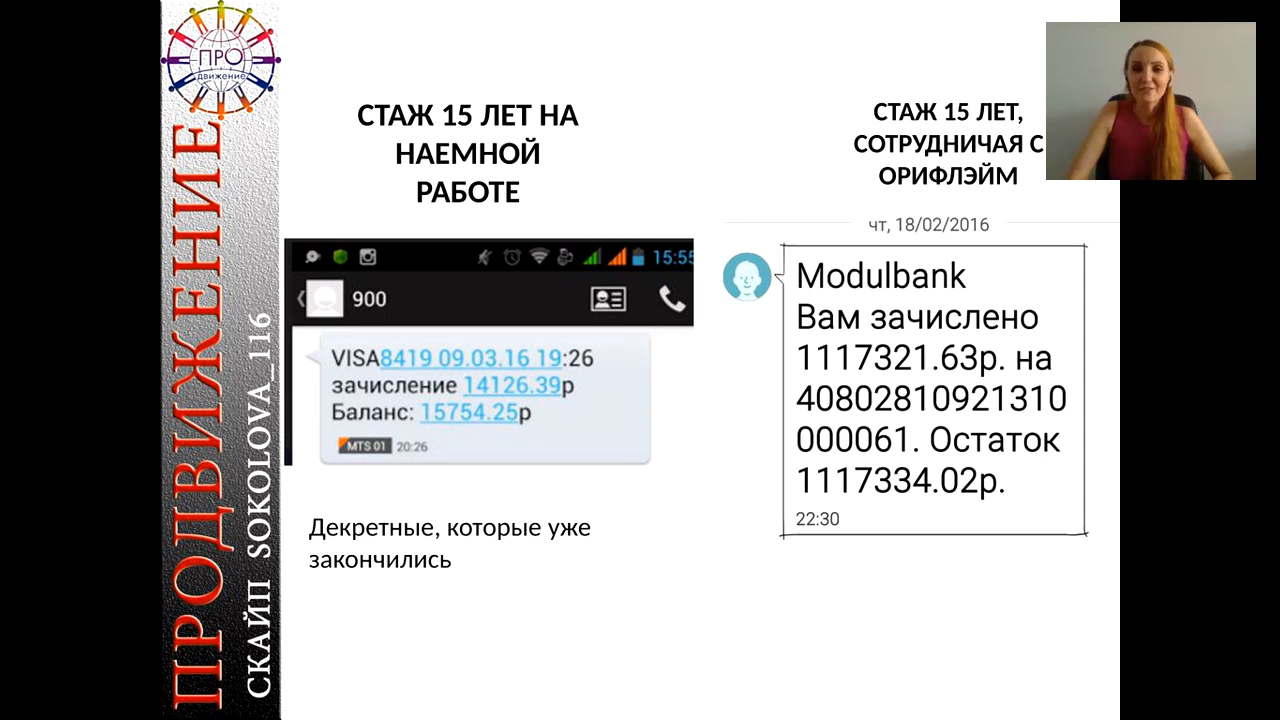 ПРО
движение
ПРОДВИЖЕНИЕ
СКАЙП SOKOLOVA_116
СТАЖ 15 ЛЕТ НА
НАЕМНОЙ
РАБОТЕ
15:55
900
VISA8419 09.03.16 19:26
зачисление 14126.39р
Баланс: 15754.25р
MTS 01 20:26
Декретные, которые уже
закончились
СТАЖ 15 ЛЕТ,
СОТРУДНИЧАЯ С
ОРИФЛЭЙМ
чт, 18/02/2016
Modulbank
Вам зачислено
1117321.63р. на
40802810921310
000061. Остаток
1117334.02р.
22:30